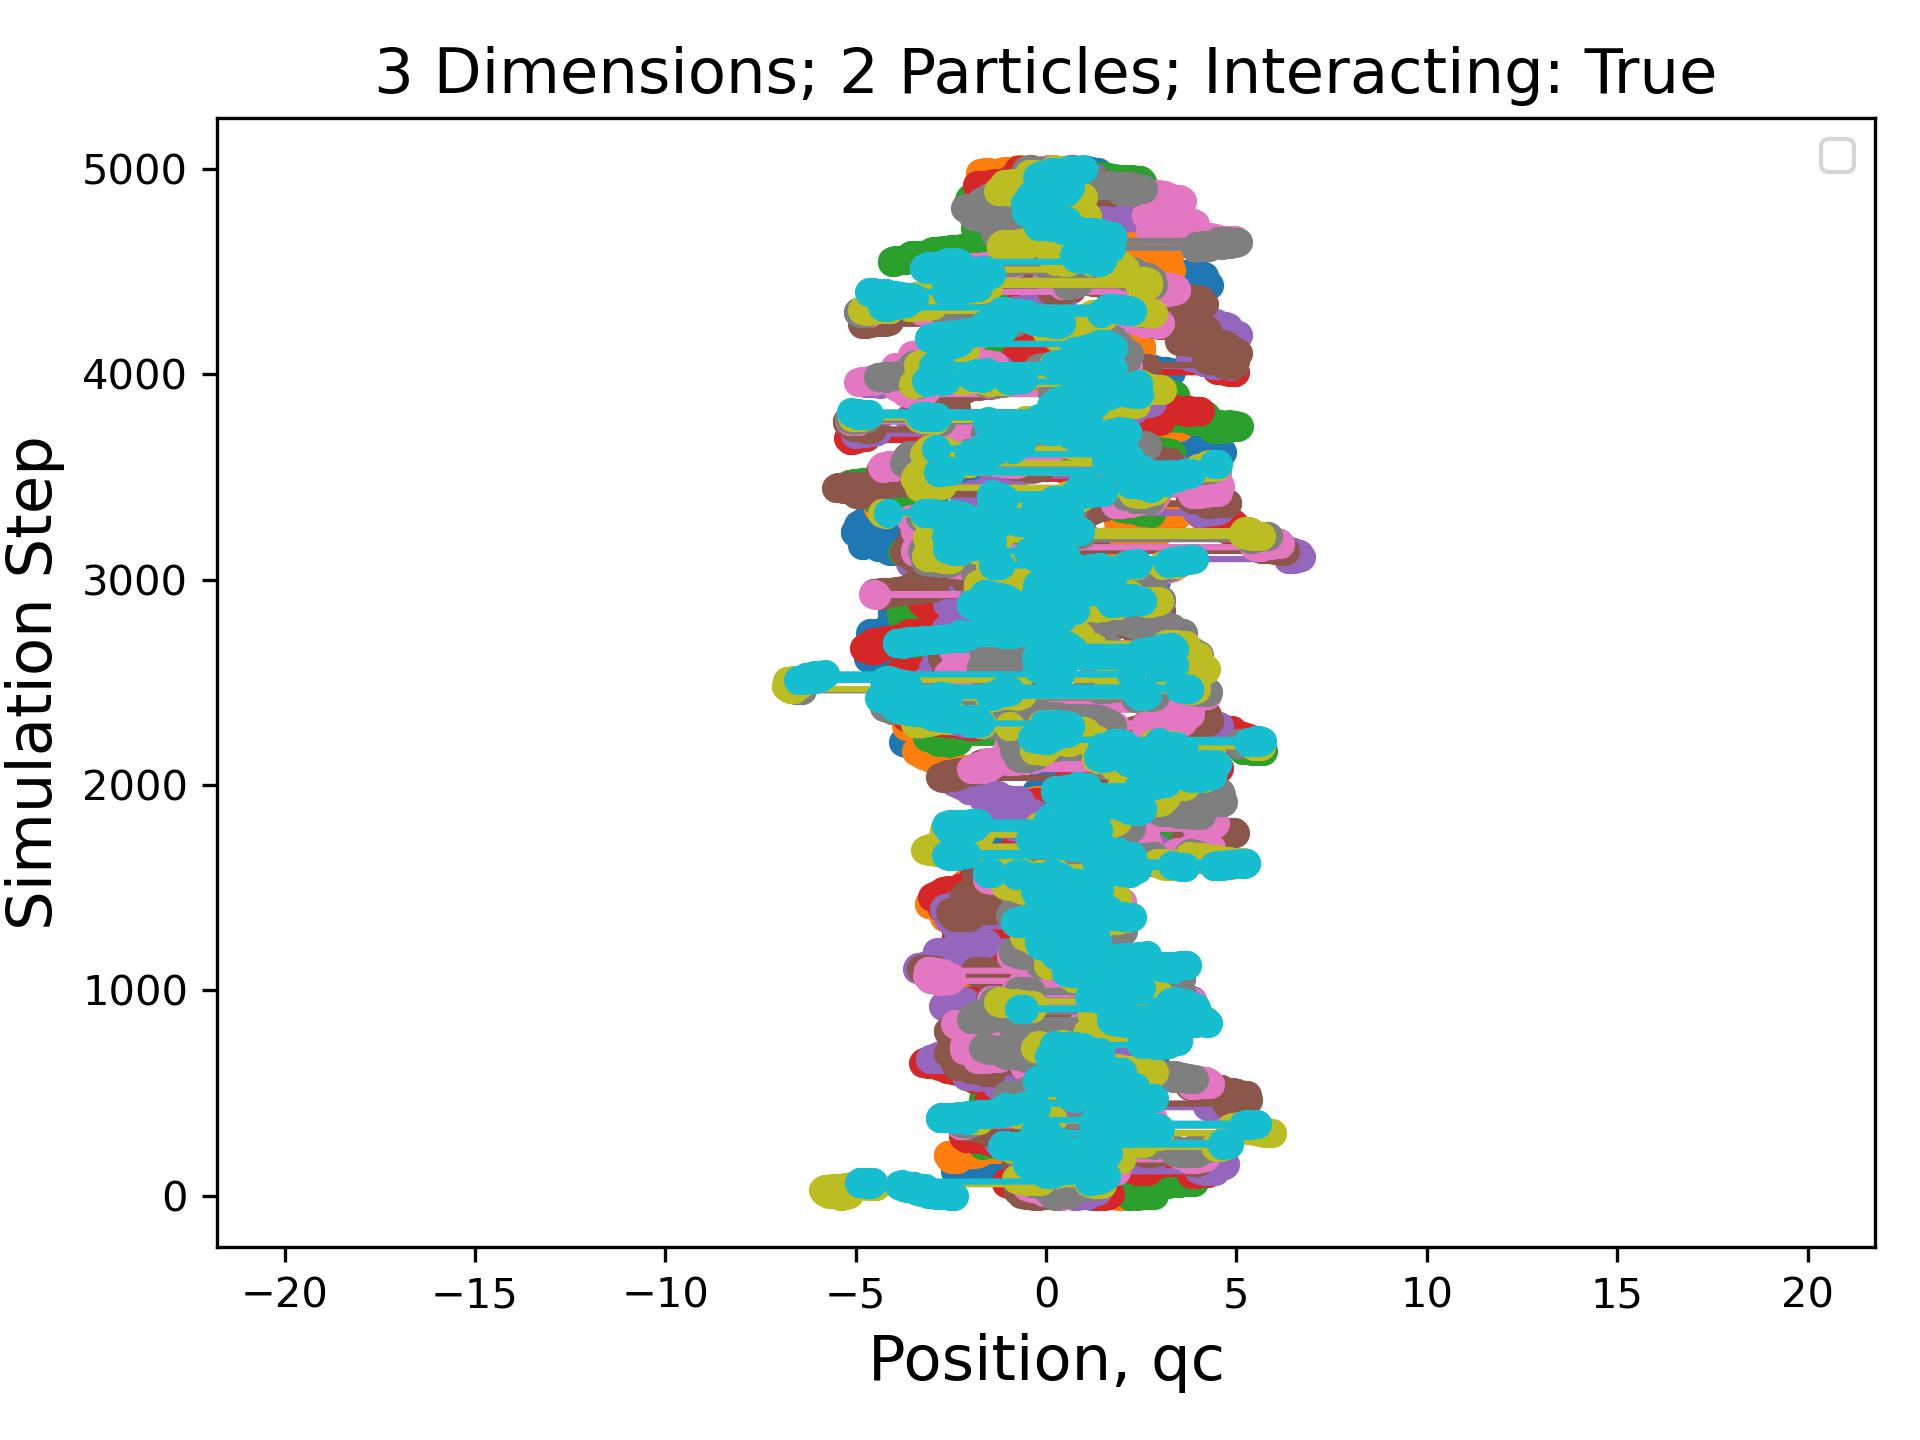 3 Dimensions; 2 Particles; Interacting: True
5000
4000
3000
2000
1000
0
Simulation Step
−20 −15 −10 −5 0 5 10 15 20
Position, qc